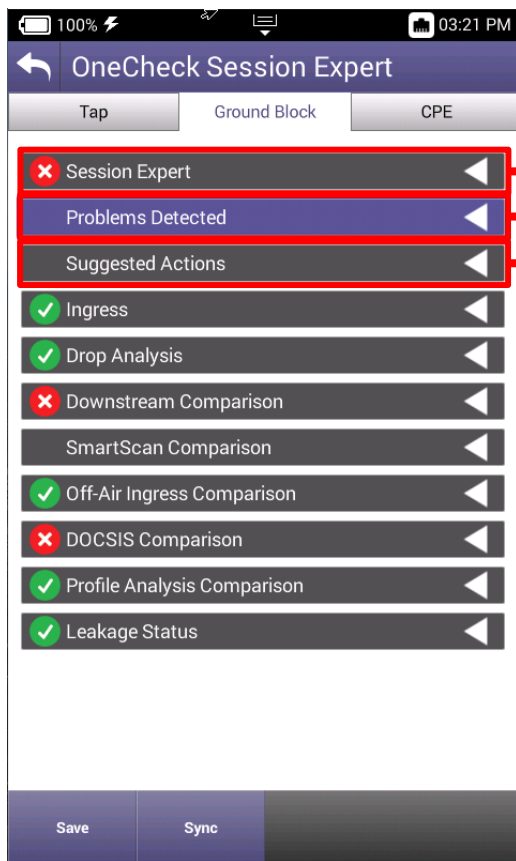 100% 03:21 PM
OneCheck Session Expert
Tap Ground Block CPE
Session Expert
Problems Detected
Suggested Actions
Ingress
Drop Analysis
Downstream Comparison
SmartScan Comparison
Off-Air Ingress Comparison
DOCSIS Comparison
Profile Analysis Comparison
Leakage Status
Save Sync